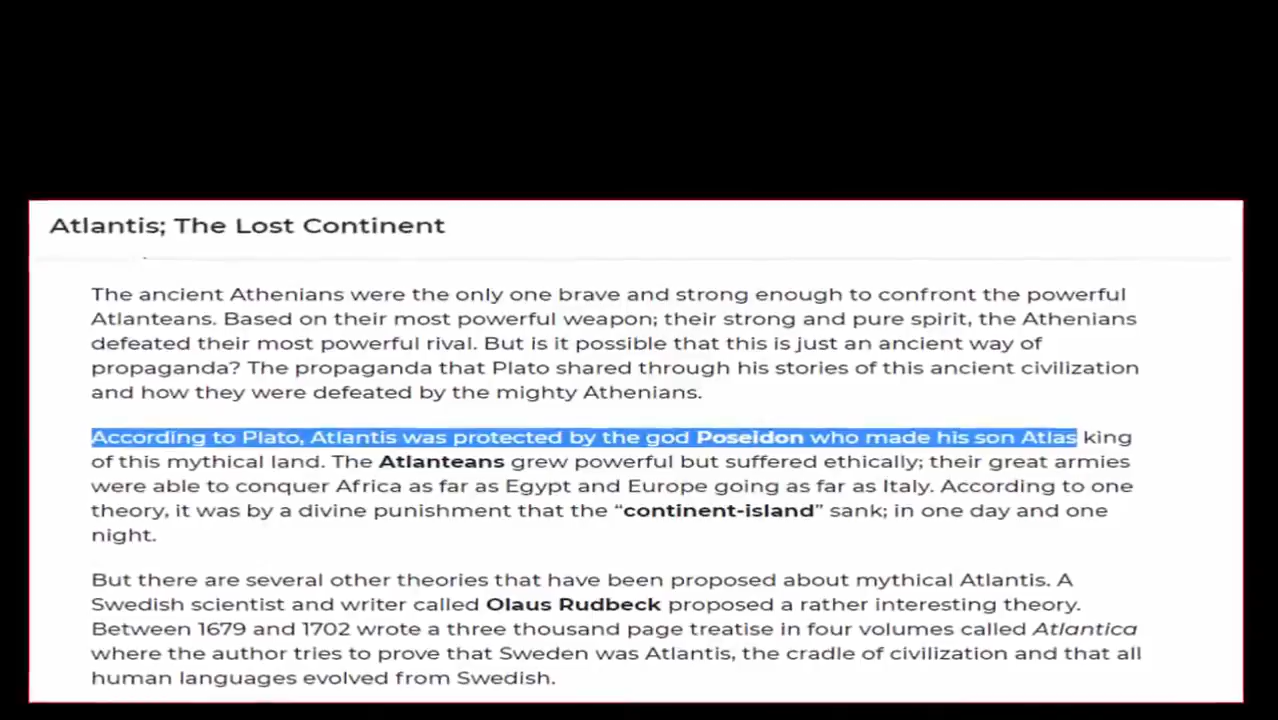 Atlantis; The Lost Continent
The ancient Athenians were the only one brave and strong enough to confront the powerful
Atlanteans. Based on their most powerful weapon; their strong and pure spirit, the Athenians
defeated their most powerful rival. But is it possible that this is just an ancient way of
propaganda? The propaganda that Plato shared through his stories of this ancient civilization
and how they were defeated by the mighty Athenians.
According to Plato, Atlantis was protected by the god Poseidon who made his son Atlas king
of this mythical land. The Atlanteans grew powerful but suffered ethically; their great armies
were able to conquer Africa as far as Egypt and Europe going as far as Italy. According to one
theory, it was by a divine punishment that the “continent-island” sank; in one day and one
night.
But there are several other theories that have been proposed about mythical Atlantis. A
Swedish scientist and writer called Olaus Rudbeck proposed a rather interesting theory.
Between 1679 and 1702 wrote a three thousand page treatise in four volumes called Atlantica
where the author tries to prove that Sweden was Atlantis, the cradle of civilization and that all
human languages evolved from Swedish.